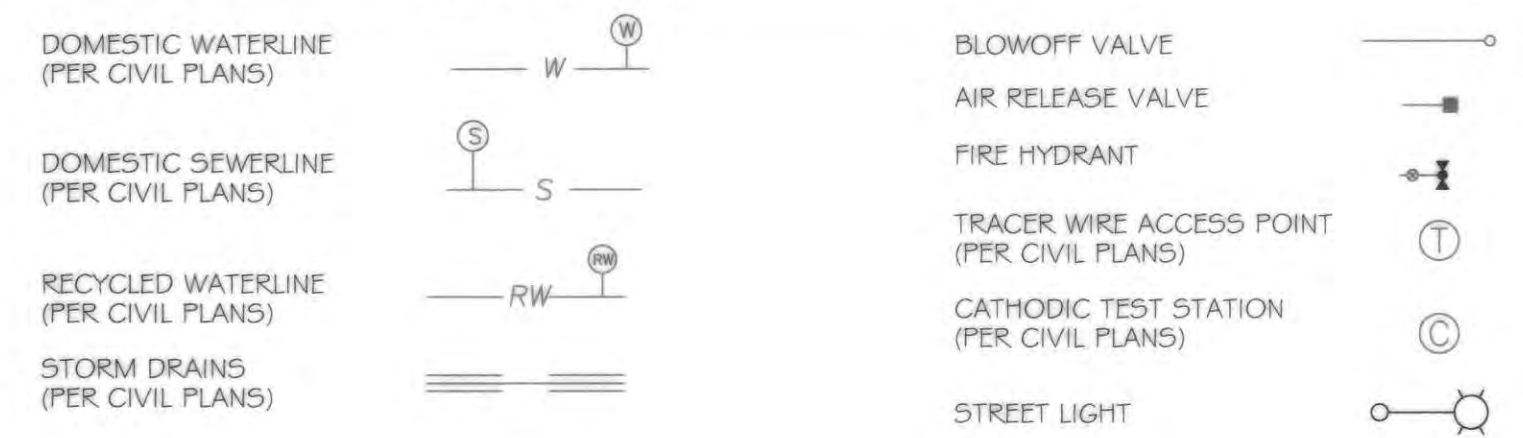 DOMESTIC WATERLINE
(PER CIVIL PLANS)
W
W
DOMESTIC SEWERLINE
(PER CIVIL PLANS)
S
S
RECYCLED WATERLINE
(PER CIVIL PLANS)
RW
RW
STORM DRAINS
(PER CIVIL PLANS)
BLOWOFF VALVE
AIR RELEASE VALVE
FIRE HYDRANT
TRACER WIRE ACCESS POINT
(PER CIVIL PLANS)
T
CATHODIC TEST STATION
(PER CIVIL PLANS)
C
STREET LIGHT